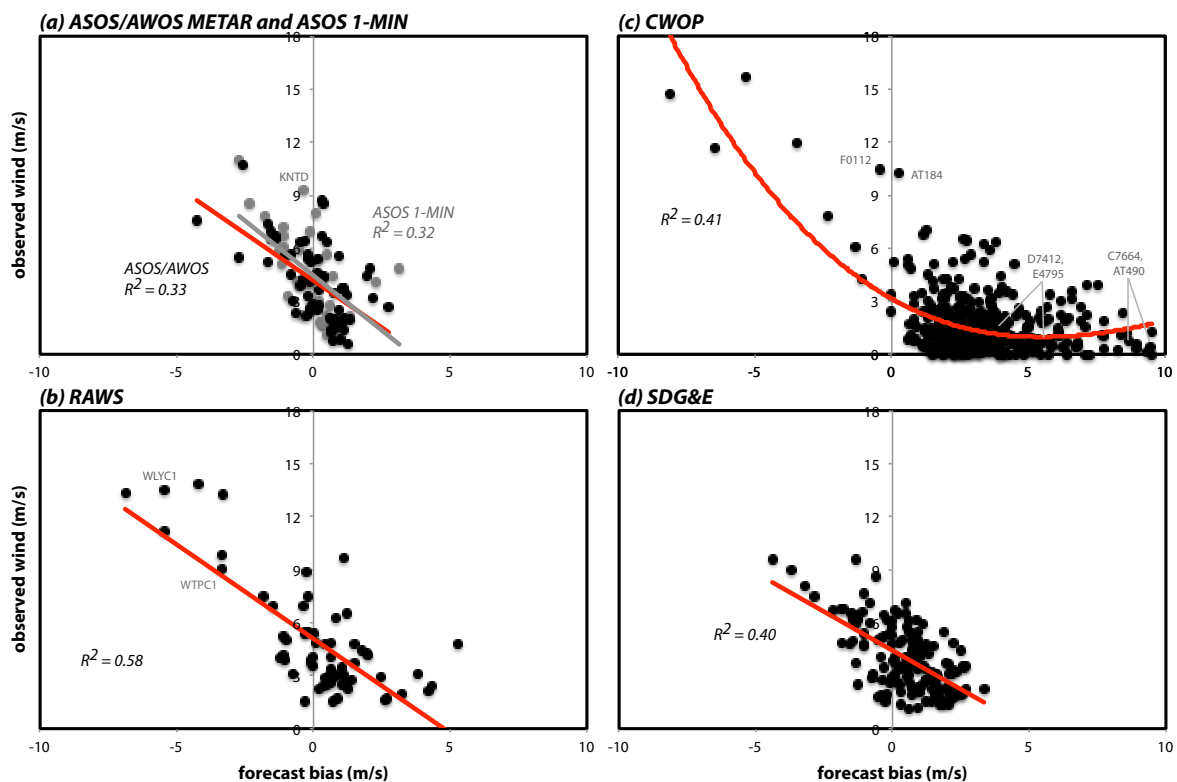 (a) ASOS/AWOS METAR and ASOS 1-MIN
18
15
12
9
6
3
0
observed wind (m/s)
KNTD
ASOS 1-MIN
R² = 0.32
ASOS/AWOS
R² = 0.33
-10 -5 0 5 10
(c) CWOP
18
15
12
9
6
3
0
F0112
AT184
R² = 0.41
D7412,
E4795
C7664,
AT490
-10 -5 0 5 10
(b) RAWS
18
15
12
9
6
3
0
observed wind (m/s)
WLYC1
WTPC1
R² = 0.58
-10 -5 0 5 10
forecast bias (m/s)
(d) SDG&E
18
15
12
9
6
3
0
R² = 0.40
-10 -5 0 5 10
forecast bias (m/s)